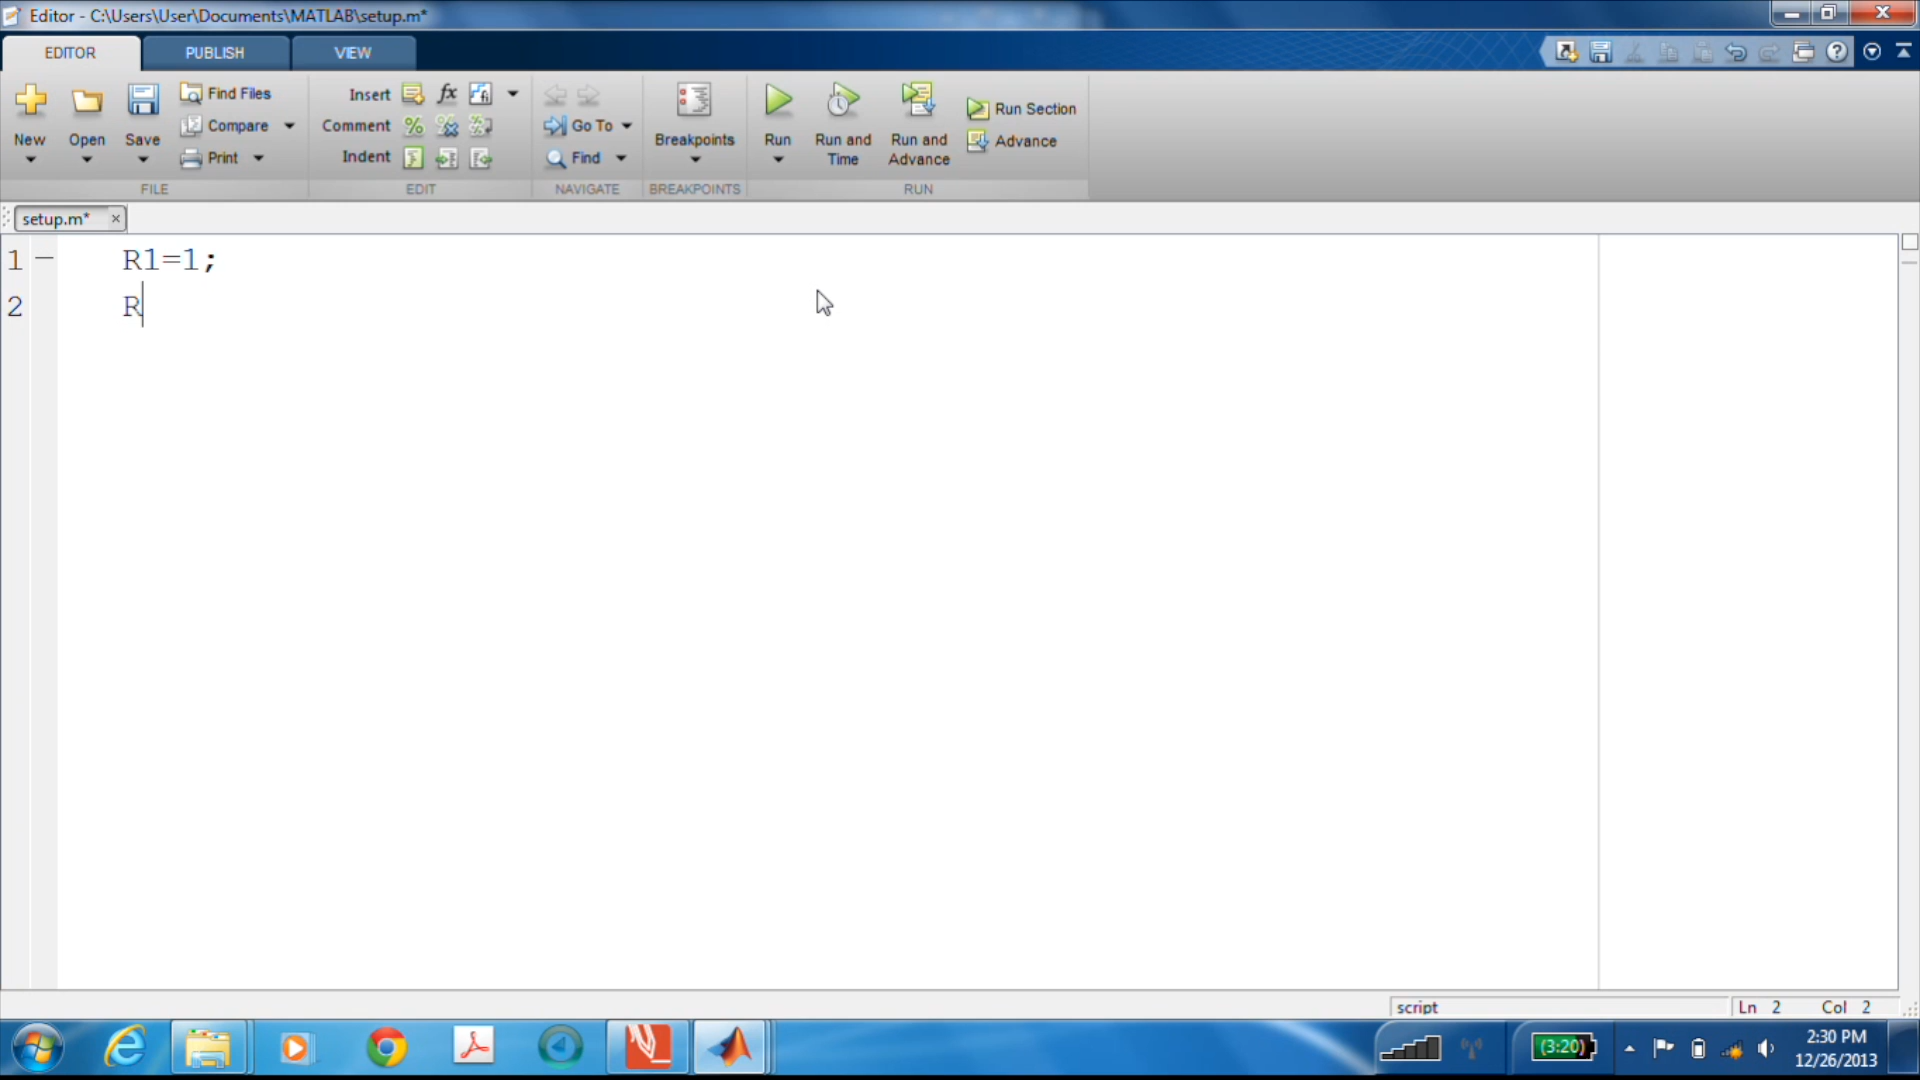 Editor - C:\Users\User\Documents\MATLAB\setup.m*
EDITOR PUBLISH VIEW
New Open Save Find Files Compare Print
Insert fx Comment Indent
Go To Find
Breakpoints
Run Run and Time Run and Advance Run Section Advance
FILE EDIT NAVIGATE BREAKPOINTS RUN
setup.m*
1 R1=1;
2 R
script Ln 2 Col 2
(3:20) 2:30 PM
12/26/2013